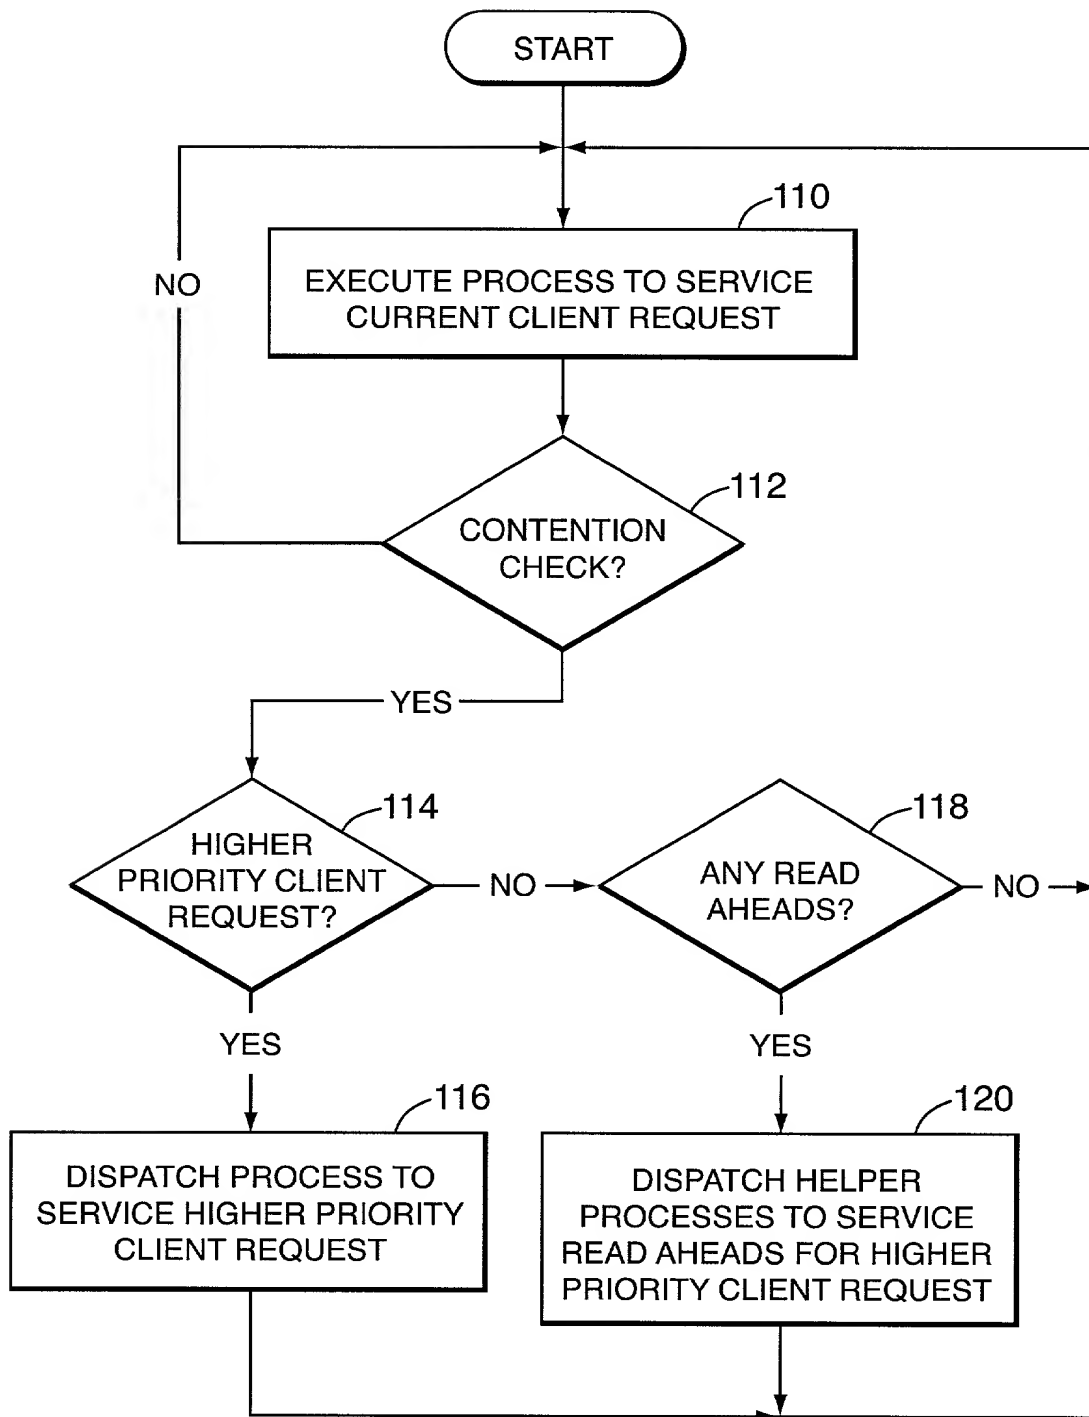 START
110
EXECUTE PROCESS TO SERVICE
CURRENT CLIENT REQUEST
NO
112
CONTENTION
CHECK?
YES
114
HIGHER
PRIORITY CLIENT
REQUEST?
NO
118
ANY READ
AHEADS?
NO
YES
YES
116
DISPATCH PROCESS TO
SERVICE HIGHER PRIORITY
CLIENT REQUEST
120
DISPATCH HELPER
PROCESSES TO SERVICE
READ AHEADS FOR HIGHER
PRIORITY CLIENT REQUEST